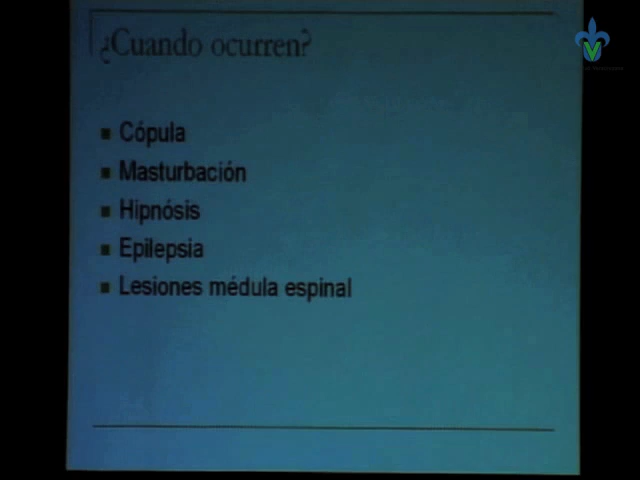 ¿Cuando ocurren?
Cópula
Masturbación
Hipnósis
Epilepsia
Lesiones médula espinal